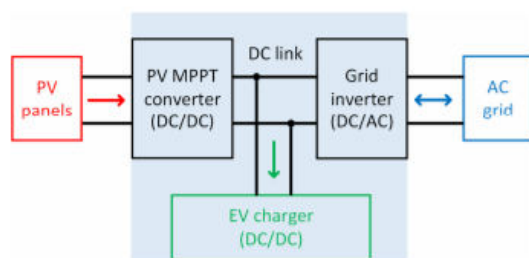 PV
panels
PV MPPT
converter
(DC/DC)
DC link
Grid
inverter
(DC/AC)
AC
grid
EV charger
(DC/DC)